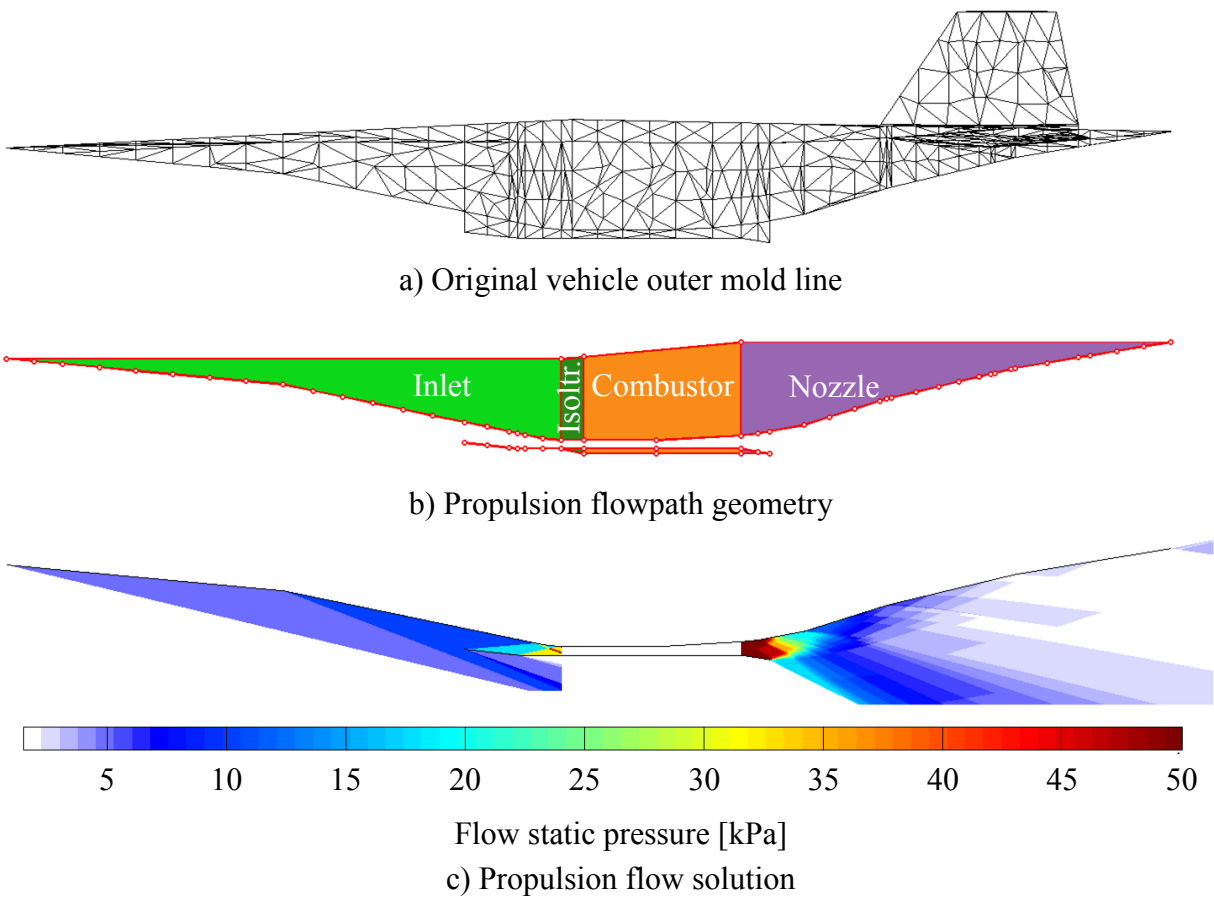 a) Original vehicle outer mold line
Inlet
Isoltr.
Combustor
Nozzle
b) Propulsion flowpath geometry
5 10 15 20 25 30 35 40 45 50
Flow static pressure [kPa]
c) Propulsion flow solution